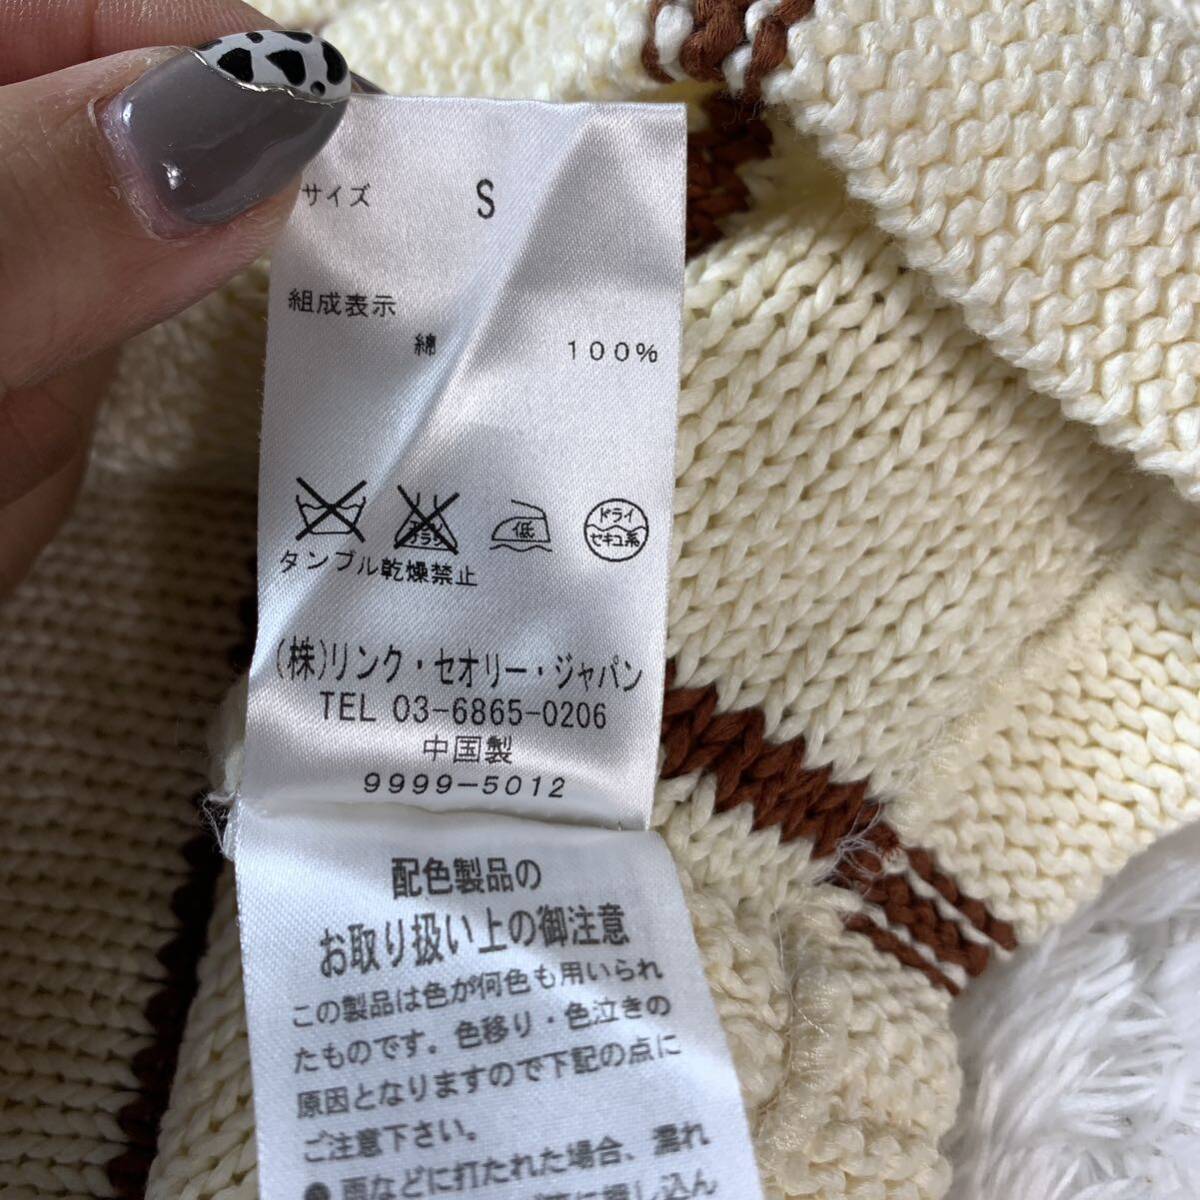 サイズ S
組成表示
綿 100%
低
ドライ
セキユ系
タンブル乾燥禁止
(株)リンク・セオリー・ジャパン
TEL 03-6865-0206
中国製
9999-5012
配色製品の
お取り扱い上の御注意
この製品は色が何色も用いられ
たものです。色移り・色泣きの
原因となりますので下記の点に
ご注意下さい。
●雨などに打たれた場合、濡れ